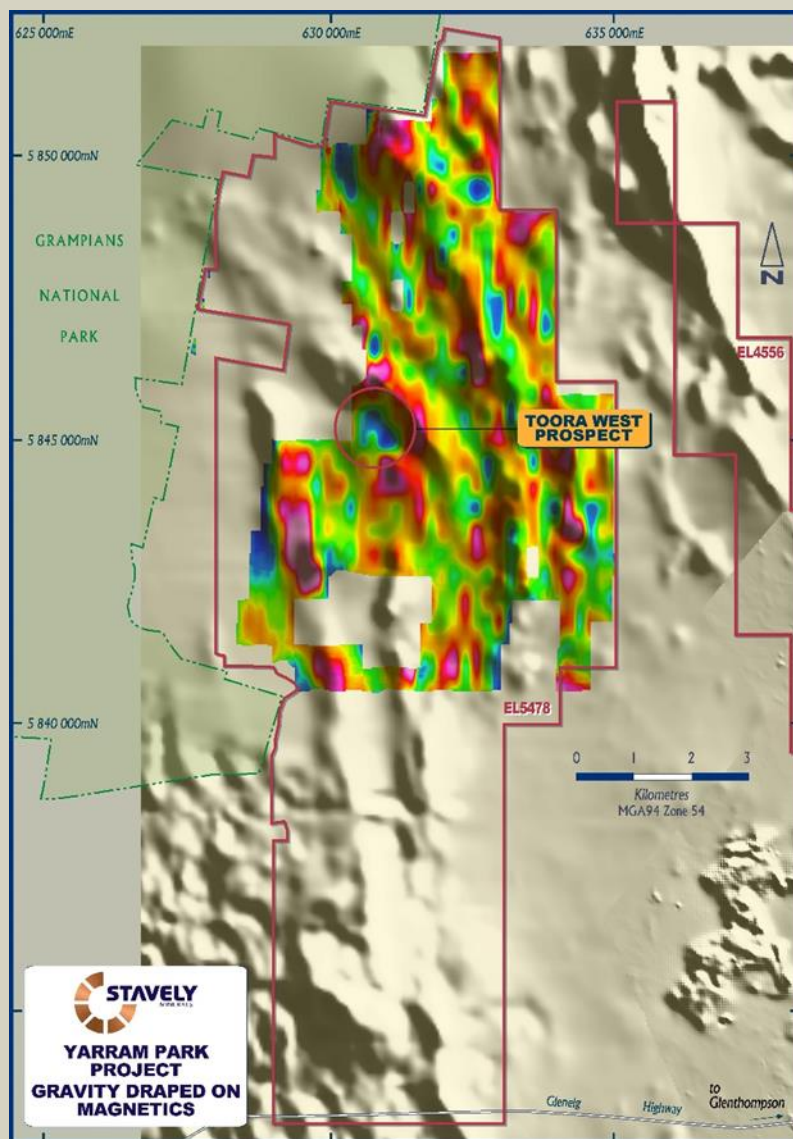 625 000mE
630 000mE
635 000mE
5 850 000mN
GRAMPIANS
NATIONAL
PARK
N
EL4556
TOORA WEST
PROSPECT
5 845 000mN
5 840 000mN
EL5478
0 1 2 3
Kilometres
MGA94 Zone 54
STAVELY
MINERALS
YARRAM PARK
PROJECT
GRAVITY DRAPED ON
MAGNETICS
to
Glenthompson
Glenelg Highway